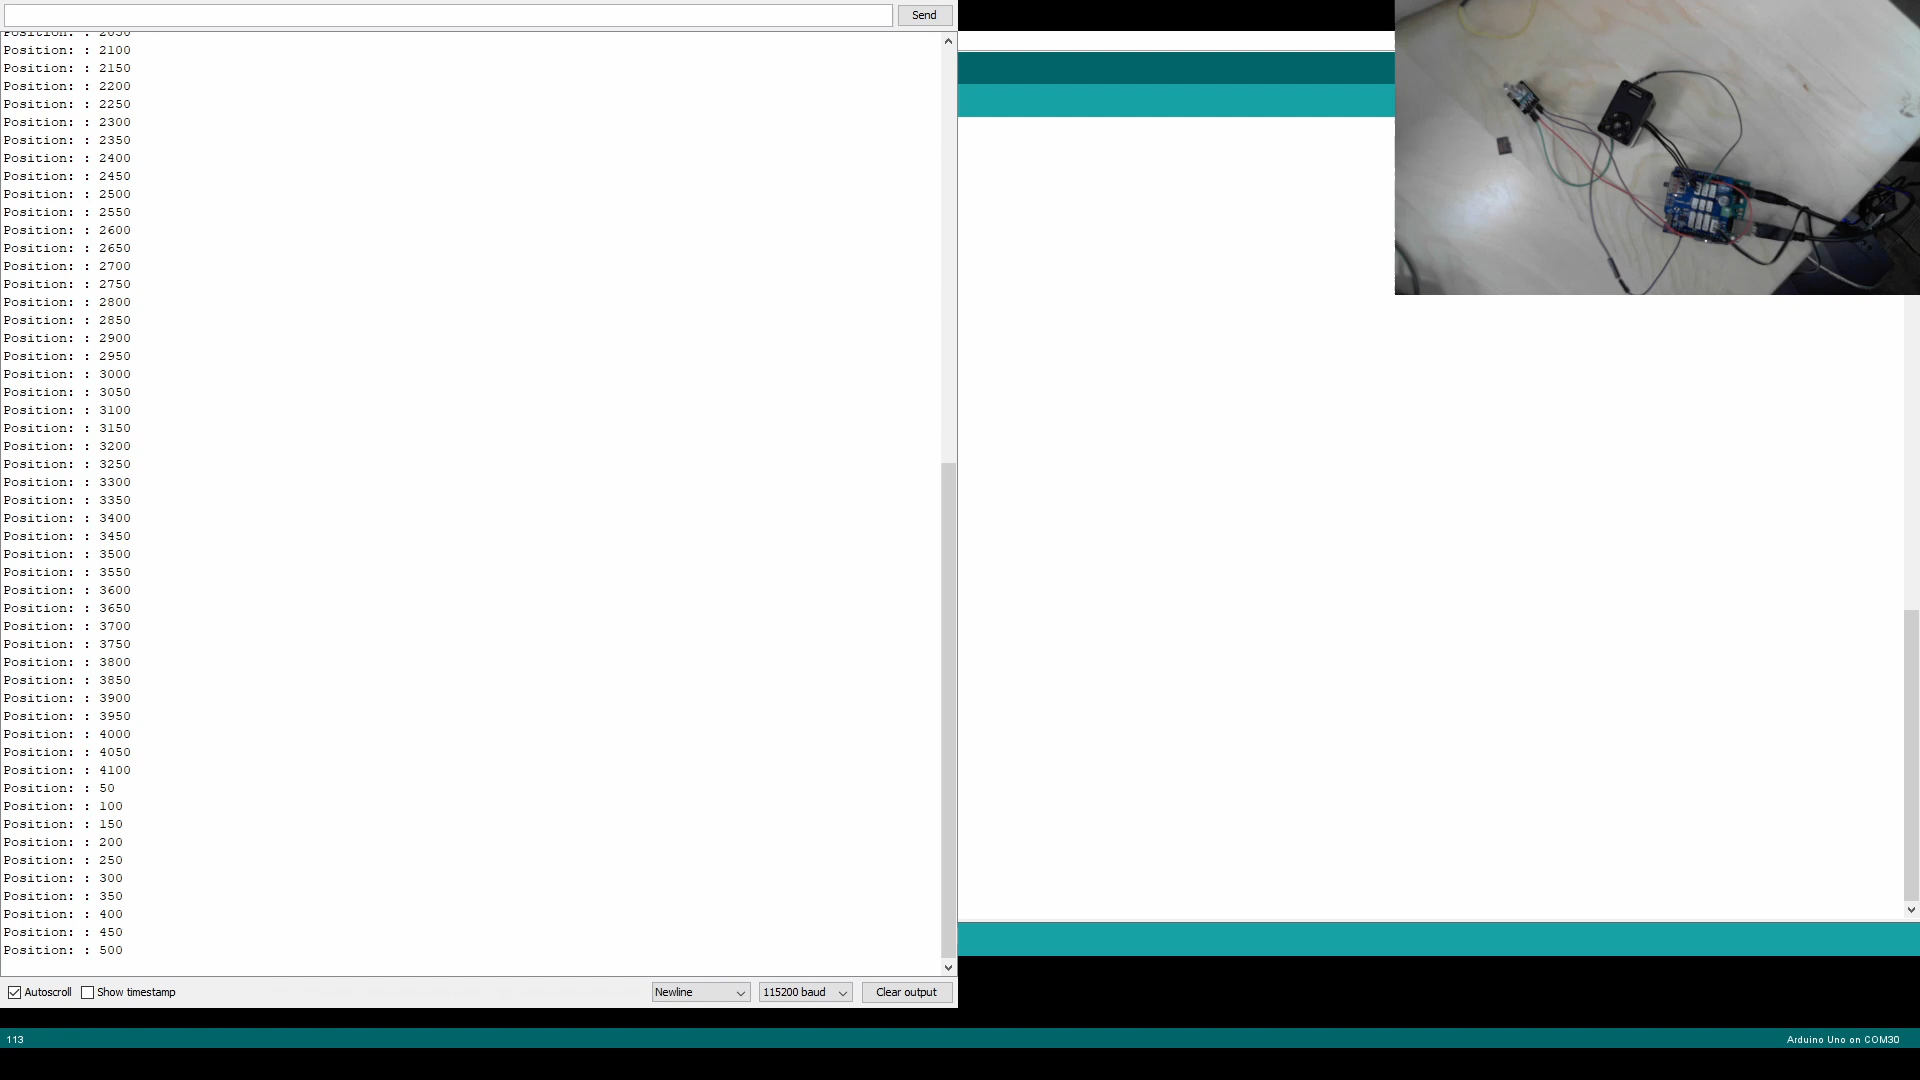 Send
Position: : 2050
Position: : 2100
Position: : 2150
Position: : 2200
Position: : 2250
Position: : 2300
Position: : 2350
Position: : 2400
Position: : 2450
Position: : 2500
Position: : 2550
Position: : 2600
Position: : 2650
Position: : 2700
Position: : 2750
Position: : 2800
Position: : 2850
Position: : 2900
Position: : 2950
Position: : 3000
Position: : 3050
Position: : 3100
Position: : 3150
Position: : 3200
Position: : 3250
Position: : 3300
Position: : 3350
Position: : 3400
Position: : 3450
Position: : 3500
Position: : 3550
Position: : 3600
Position: : 3650
Position: : 3700
Position: : 3750
Position: : 3800
Position: : 3850
Position: : 3900
Position: : 3950
Position: : 4000
Position: : 4050
Position: : 4100
Position: : 50
Position: : 100
Position: : 150
Position: : 200
Position: : 250
Position: : 300
Position: : 350
Position: : 400
Position: : 450
Position: : 500
Autoscroll Show timestamp Newline 115200 baud Clear output
113 Arduino Uno on COM30